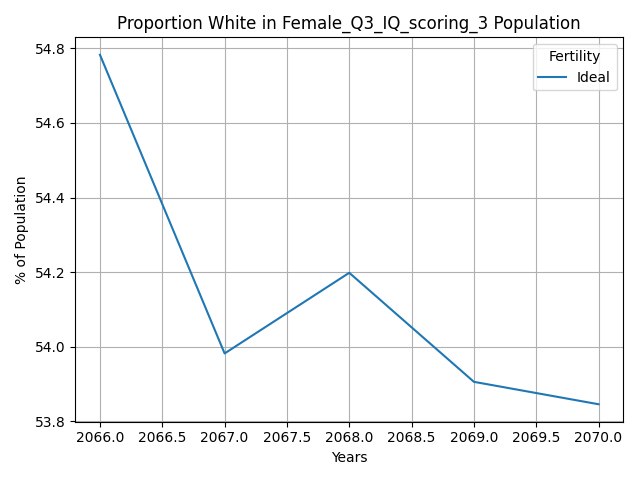 Proportion White in Female_Q3_IQ_scoring_3 Population
Fertility
Ideal
% of Population
54.8
54.6
54.4
54.2
54.0
53.8
2066.0 2066.5 2067.0 2067.5 2068.0 2068.5 2069.0 2069.5 2070.0
Years